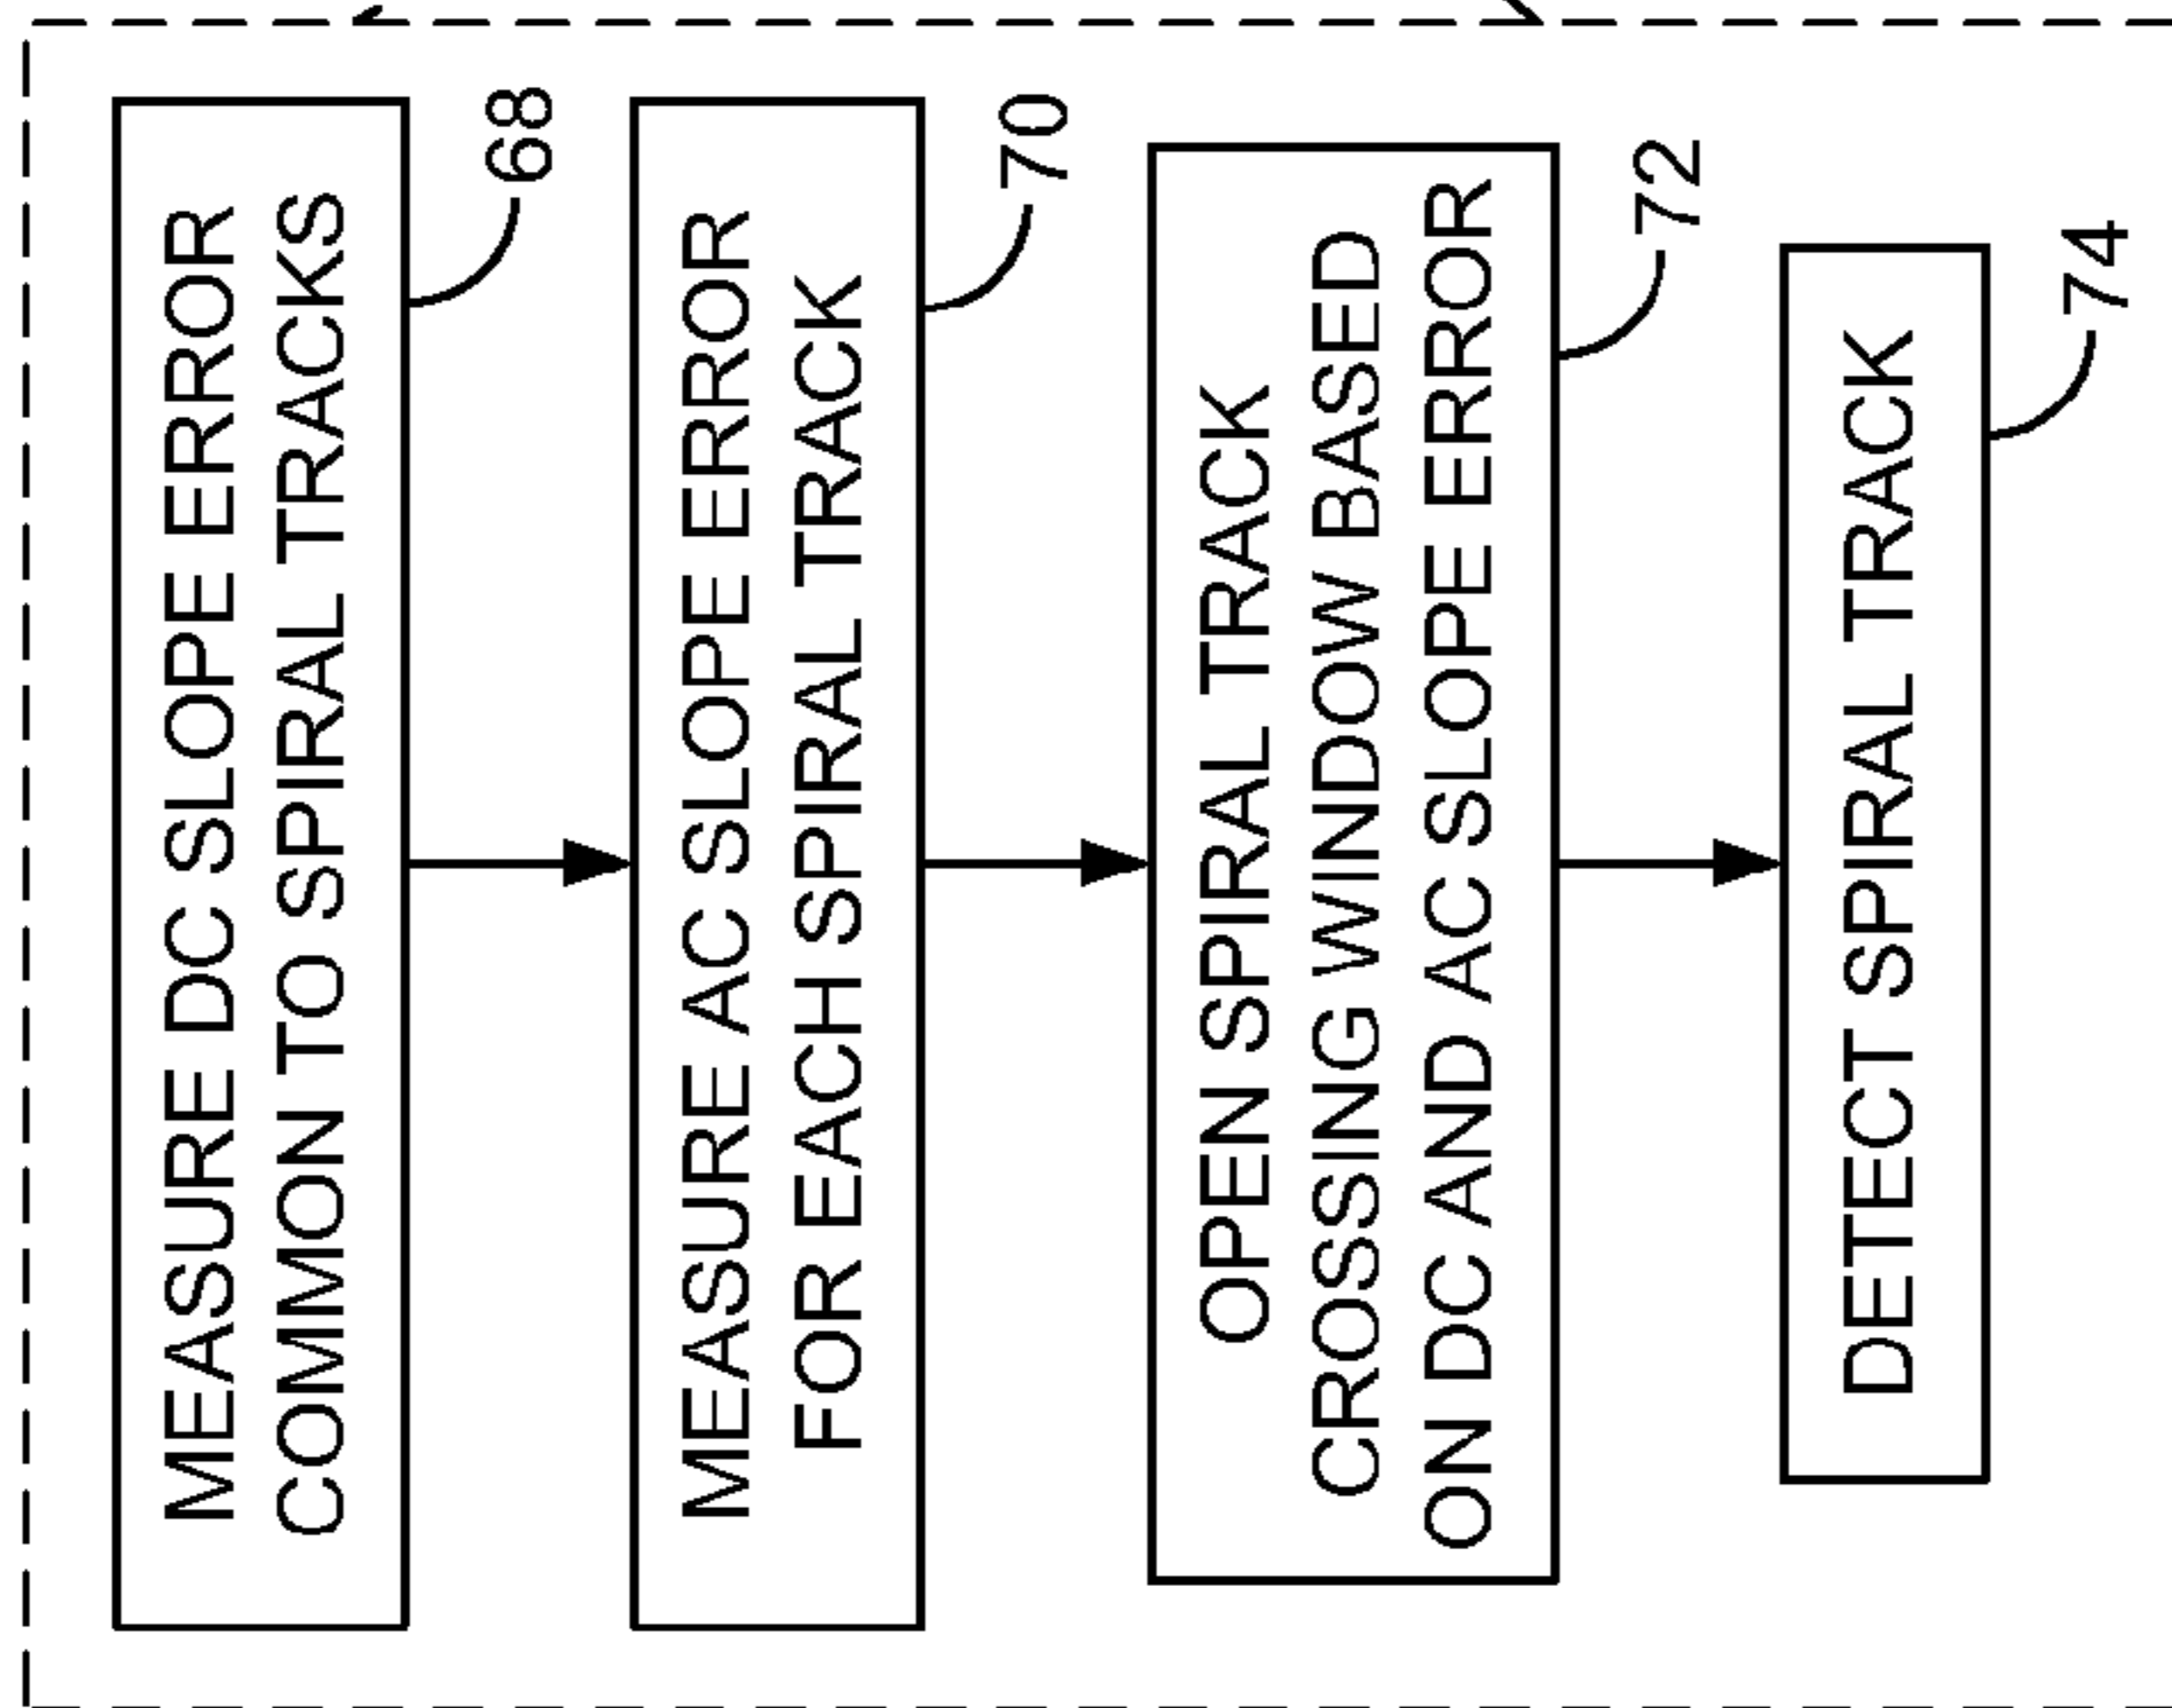 MEASURE DC SLOPE ERROR
COMMON TO SPIRAL TRACKS
68
MEASURE AC SLOPE ERROR
FOR EACH SPIRAL TRACK
70
OPEN SPIRAL TRACK
CROSSING WINDOW BASED
ON DC AND AC SLOPE ERROR
72
DETECT SPIRAL TRACK
74